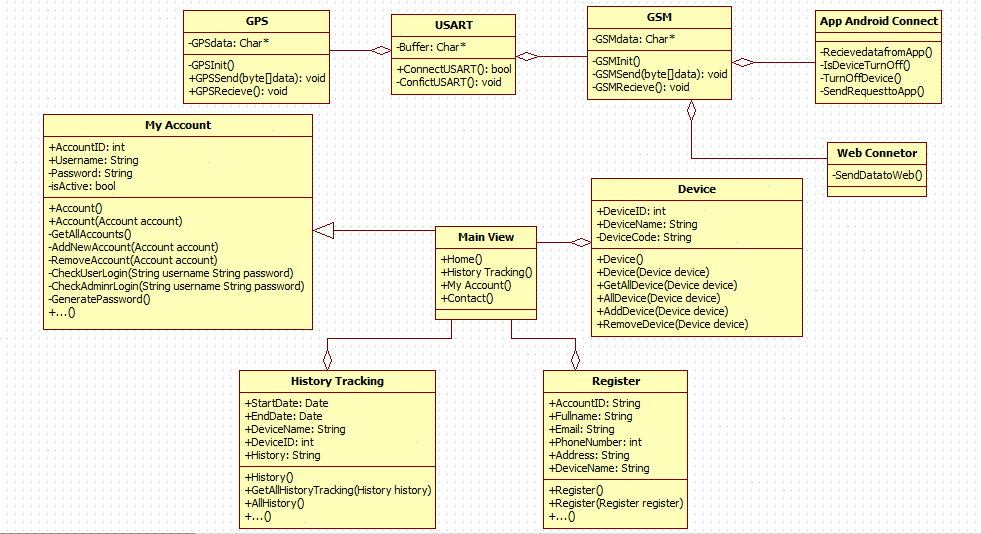 GPS
-GPSdata: Char*
-GPSInit()
+GPSSend(byte[]data): void
+GPSRecieve(): void
USART
-Buffer: Char*
+ConnectUSART(): bool
-ConfictUSART(): void
GSM
-GSMdata: Char*
-GSMInit()
-GSMSend(byte[]data): void
-GSMRecieve(): void
App Android Connect
-RecievedatafromApp()
-IsDeviceTurnOff()
-TurnOffDevice()
-SendRequesttoApp()
My Account
+AccountID: int
+Username: String
-Password: String
-isActive: bool
+Account()
+Account(Account account)
-GetAllAccounts()
-AddNewAccount(Account account)
-RemoveAccount(Account account)
-CheckUserLogin(String username String password)
-CheckAdminrLogin(String username String password)
-GeneratePassword()
+...()
Web Connetor
-SendDatatoWeb()
Device
+DeviceID: int
+DeviceName: String
-DeviceCode: String
+Device()
+Device(Device device)
+GetAllDevice(Device device)
+AllDevice(Device device)
+AddDevice(Device device)
+RemoveDevice(Device device)
Main View
+Home()
+History Tracking()
+My Account()
+Contact()
History Tracking
+StartDate: Date
+EndDate: Date
+DeviceName: String
+DeviceID: int
+History: String
+History()
+GetAllHistoryTracking(History history)
+AllHistory()
+...()
Register
+AccountID: String
+Fullname: String
+Email: String
+PhoneNumber: int
+Address: String
+DeviceName: String
+Register()
+Register(Register register)
+...()